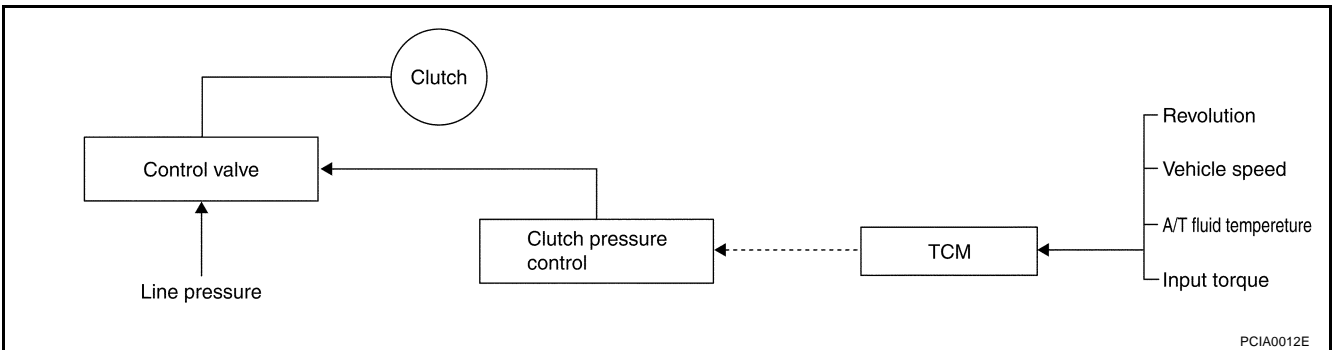 Clutch
Revolution
Control valve
Vehicle speed
A/T fluid tempereture
Clutch pressure
control
TCM
Line pressure
Input torque
PCIA0012E